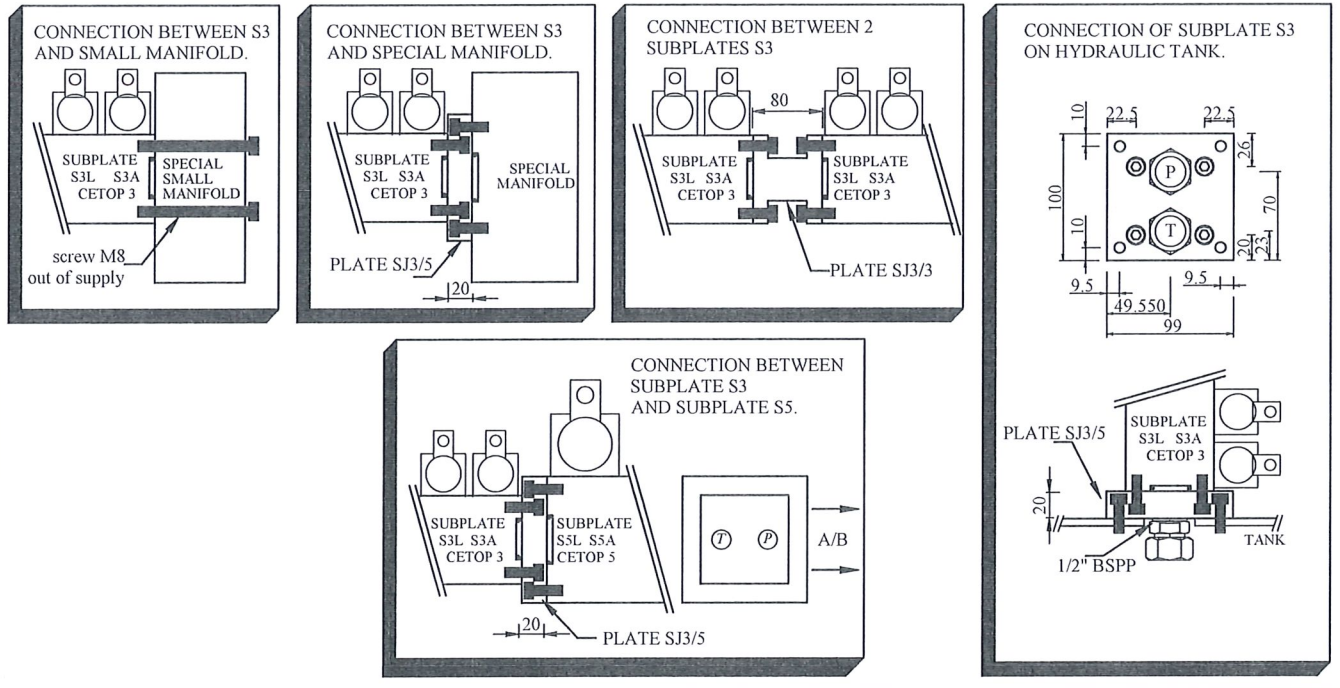 CONNECTION BETWEEN S3
AND SMALL MANIFOLD.
SUBPLATE
S3L S3A
CETOP 3
SPECIAL
SMALL
MANIFOLD
screw M8
out of supply
CONNECTION BETWEEN S3
AND SPECIAL MANIFOLD.
SUBPLATE
S3L S3A
CETOP 3
SPECIAL
MANIFOLD
PLATE SJ3/5
20
CONNECTION BETWEEN 2
SUBPLATES S3
80
SUBPLATE
S3L S3A
CETOP 3
SUBPLATE
S3L S3A
CETOP 3
PLATE SJ3/3
CONNECTION OF SUBPLATE S3
ON HYDRAULIC TANK.
10
22.5
22.5
26
P
100
70
10
T
20
23
9.5
9.5
49.550
99
PLATE SJ3/5
SUBPLATE
S3L S3A
CETOP 3
20
TANK
1/2" BSPP
CONNECTION BETWEEN
SUBPLATE S3
AND SUBPLATE S5.
SUBPLATE
S3L S3A
CETOP 3
SUBPLATE
S5L S5A
CETOP 5
T
P
A/B
20
PLATE SJ3/5